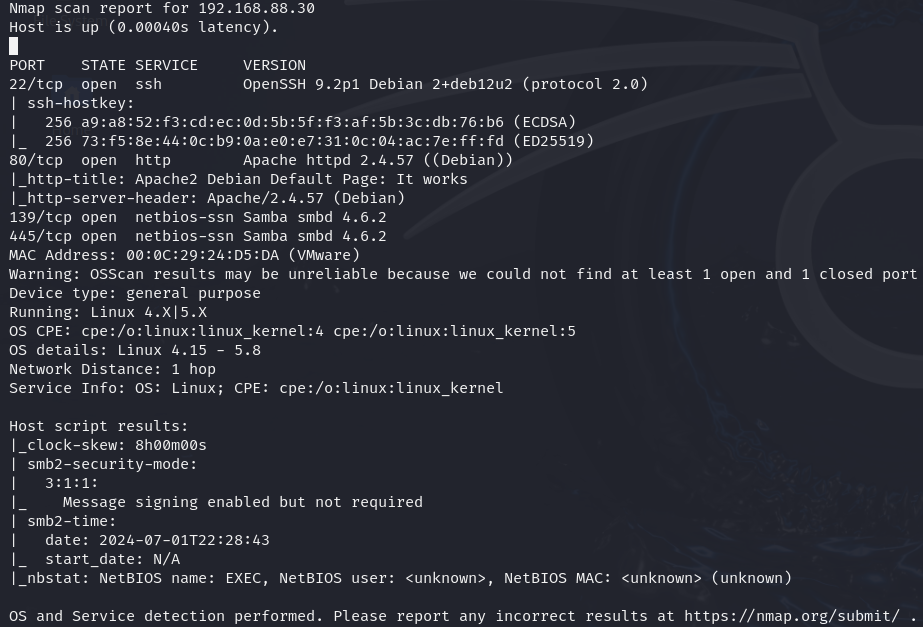 Nmap scan report for 192.168.88.30
Host is up (0.00040s latency).
PORT    STATE SERVICE     VERSION
22/tcp  open  ssh         OpenSSH 9.2p1 Debian 2+deb12u2 (protocol 2.0)
| ssh-hostkey:
|   256 a9:a8:52:f3:cd:ec:0d:5b:5f:f3:af:5b:3c:db:76:b6 (ECDSA)
|_  256 73:f5:8e:44:0c:b9:0a:e0:e7:31:0c:04:ac:7e:ff:fd (ED25519)
80/tcp  open  http        Apache httpd 2.4.57 ((Debian))
|_http-title: Apache2 Debian Default Page: It works
|_http-server-header: Apache/2.4.57 (Debian)
139/tcp open  netbios-ssn Samba smbd 4.6.2
445/tcp open  netbios-ssn Samba smbd 4.6.2
MAC Address: 00:0C:29:24:D5:DA (VMware)
Warning: OSScan results may be unreliable because we could not find at least 1 open and 1 closed port
Device type: general purpose
Running: Linux 4.X|5.X
OS CPE: cpe:/o:linux:linux_kernel:4 cpe:/o:linux:linux_kernel:5
OS details: Linux 4.15 - 5.8
Network Distance: 1 hop
Service Info: OS: Linux; CPE: cpe:/o:linux:linux_kernel

Host script results:
|_clock-skew: 8h00m00s
| smb2-security-mode:
|   3:1:1:
|_    Message signing enabled but not required
| smb2-time:
|   date: 2024-07-01T22:28:43
|_  start_date: N/A
|_nbstat: NetBIOS name: EXEC, NetBIOS user: <unknown>, NetBIOS MAC: <unknown> (unknown)

OS and Service detection performed. Please report any incorrect results at https://nmap.org/submit/ .